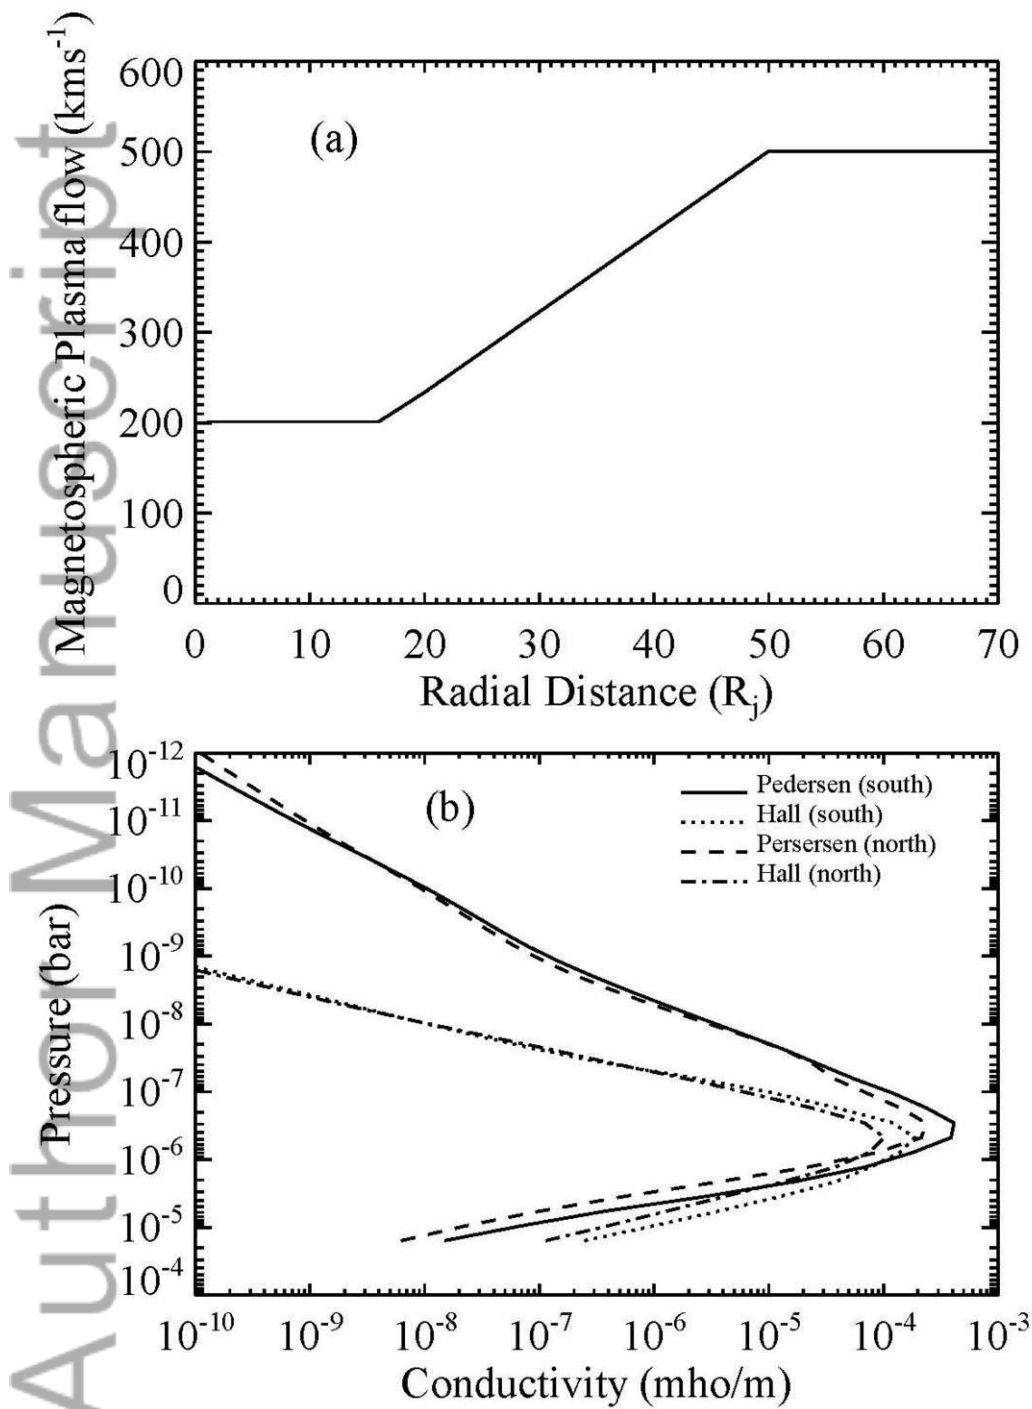 Author Manuscript
Magnetospheric Plasma flow (kms⁻¹)
600
500
400
300
200
100
0
(a)
0 10 20 30 40 50 60 70
Radial Distance (Rⱼ)
Pressure (bar)
10⁻¹²
10⁻¹¹
10⁻¹⁰
10⁻⁹
10⁻⁸
10⁻⁷
10⁻⁶
10⁻⁵
10⁻⁴
(b)
Pedersen (south)
Hall (south)
Persersen (north)
Hall (north)
10⁻¹⁰ 10⁻⁹ 10⁻⁸ 10⁻⁷ 10⁻⁶ 10⁻⁵ 10⁻⁴ 10⁻³
Conductivity (mho/m)